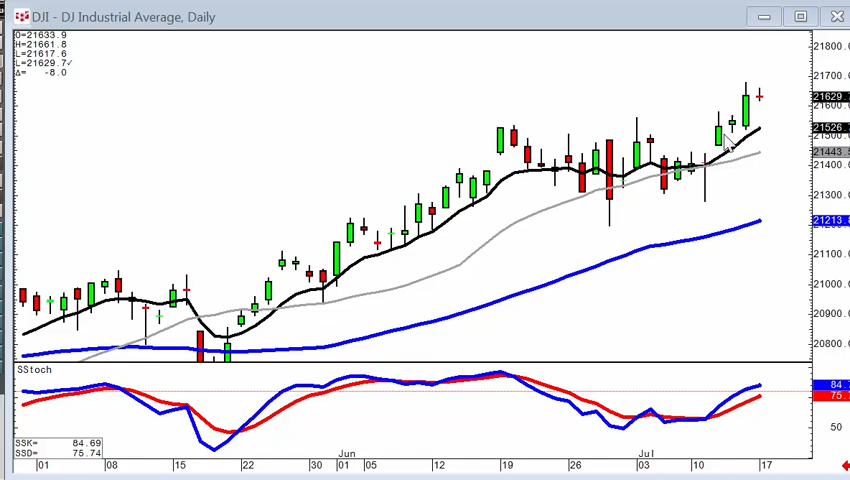 DJI - DJ Industrial Average, Daily
O=21633.9
H=21661.8
L=21617.6
L=21629.7✓
Δ= -8.0
21800.
21700.
21629.
21600.
21526.
21443.
21400.
21300.
21213.
21100.
21000.
20900.
20800.
SStoch
84.
75.
50
SSK= 84.69
SSD= 75.74
Jun Jul
01 08 15 22 30 01 05 12 19 26 03 10 17